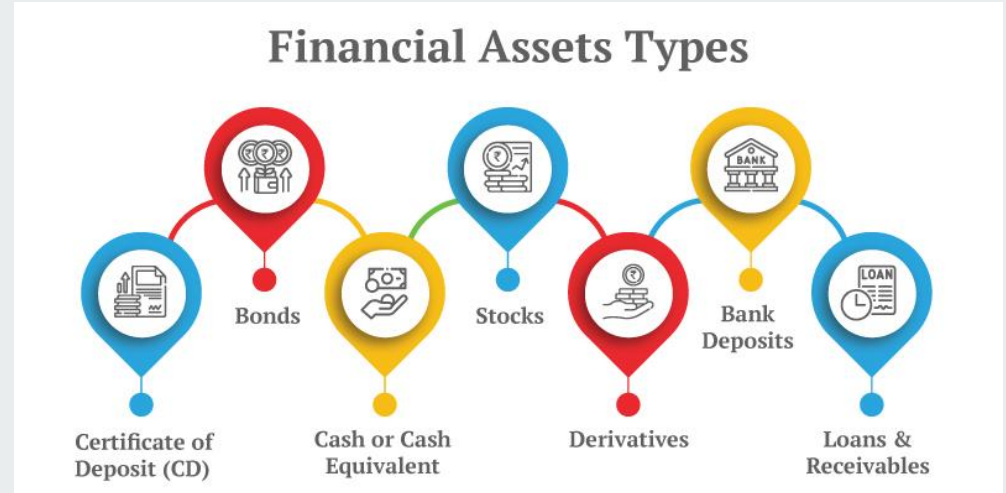 Financial Assets Types
BANK
LOAN
Bonds
Stocks
Bank
Deposits
Certificate of
Deposit (CD)
Cash or Cash
Equivalent
Derivatives
Loans &
Receivables